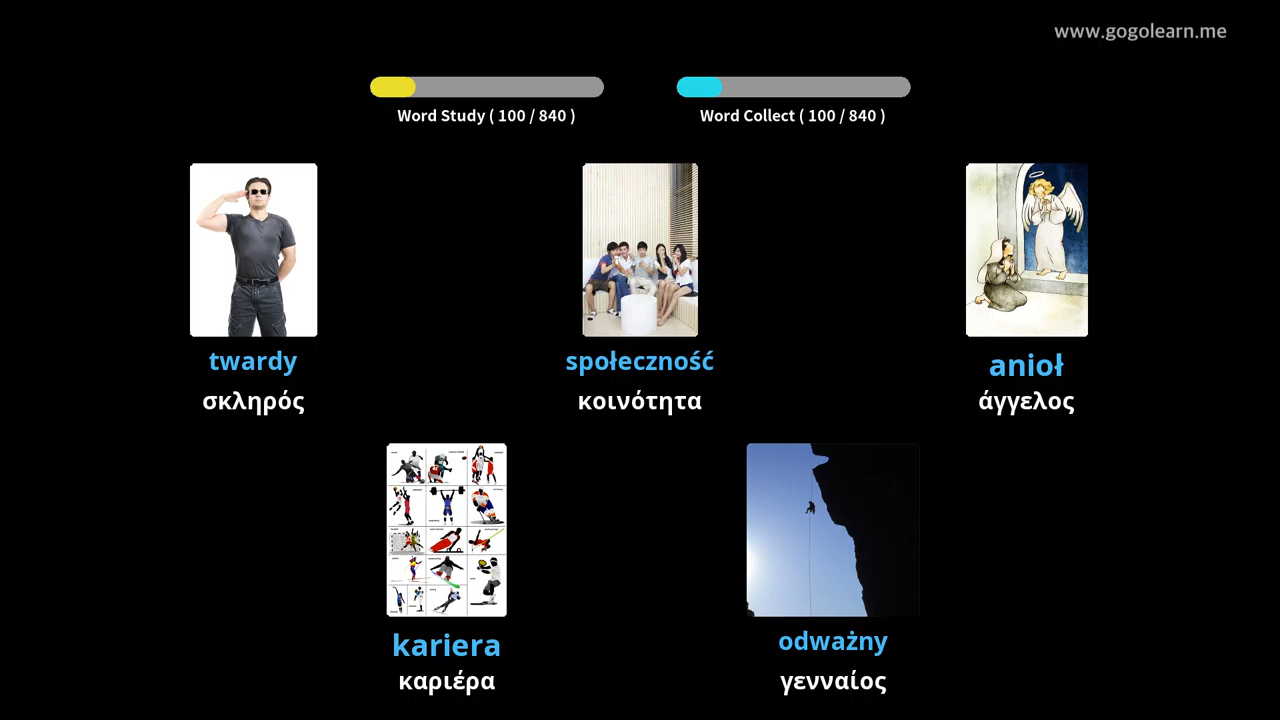 www.gogolearn.me
Word Study ( 100 / 840 )
Word Collect ( 100 / 840 )
twardy
σκληρός
społeczność
κοινότητα
anioł
άγγελος
kariera
καριέρα
odważny
γενναίος